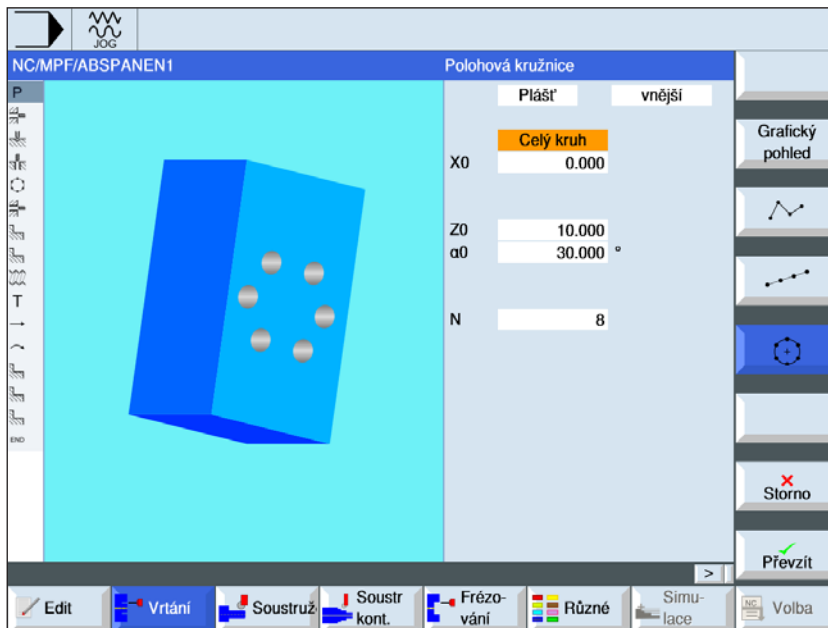 JOG
NC/MPF/ABSPANEN1
Polohová kružnice
P
T
END
Plášť vnější
Celý kruh
X0 0.000
Z0 10.000
α0 30.000 °
N 8
Grafický
pohled
Storno
Převzít
>
Edit
Vrtání
Soustruž
Soustr
kont.
Frézo-
vání
Různé
Simu-
lace
NC
Volba